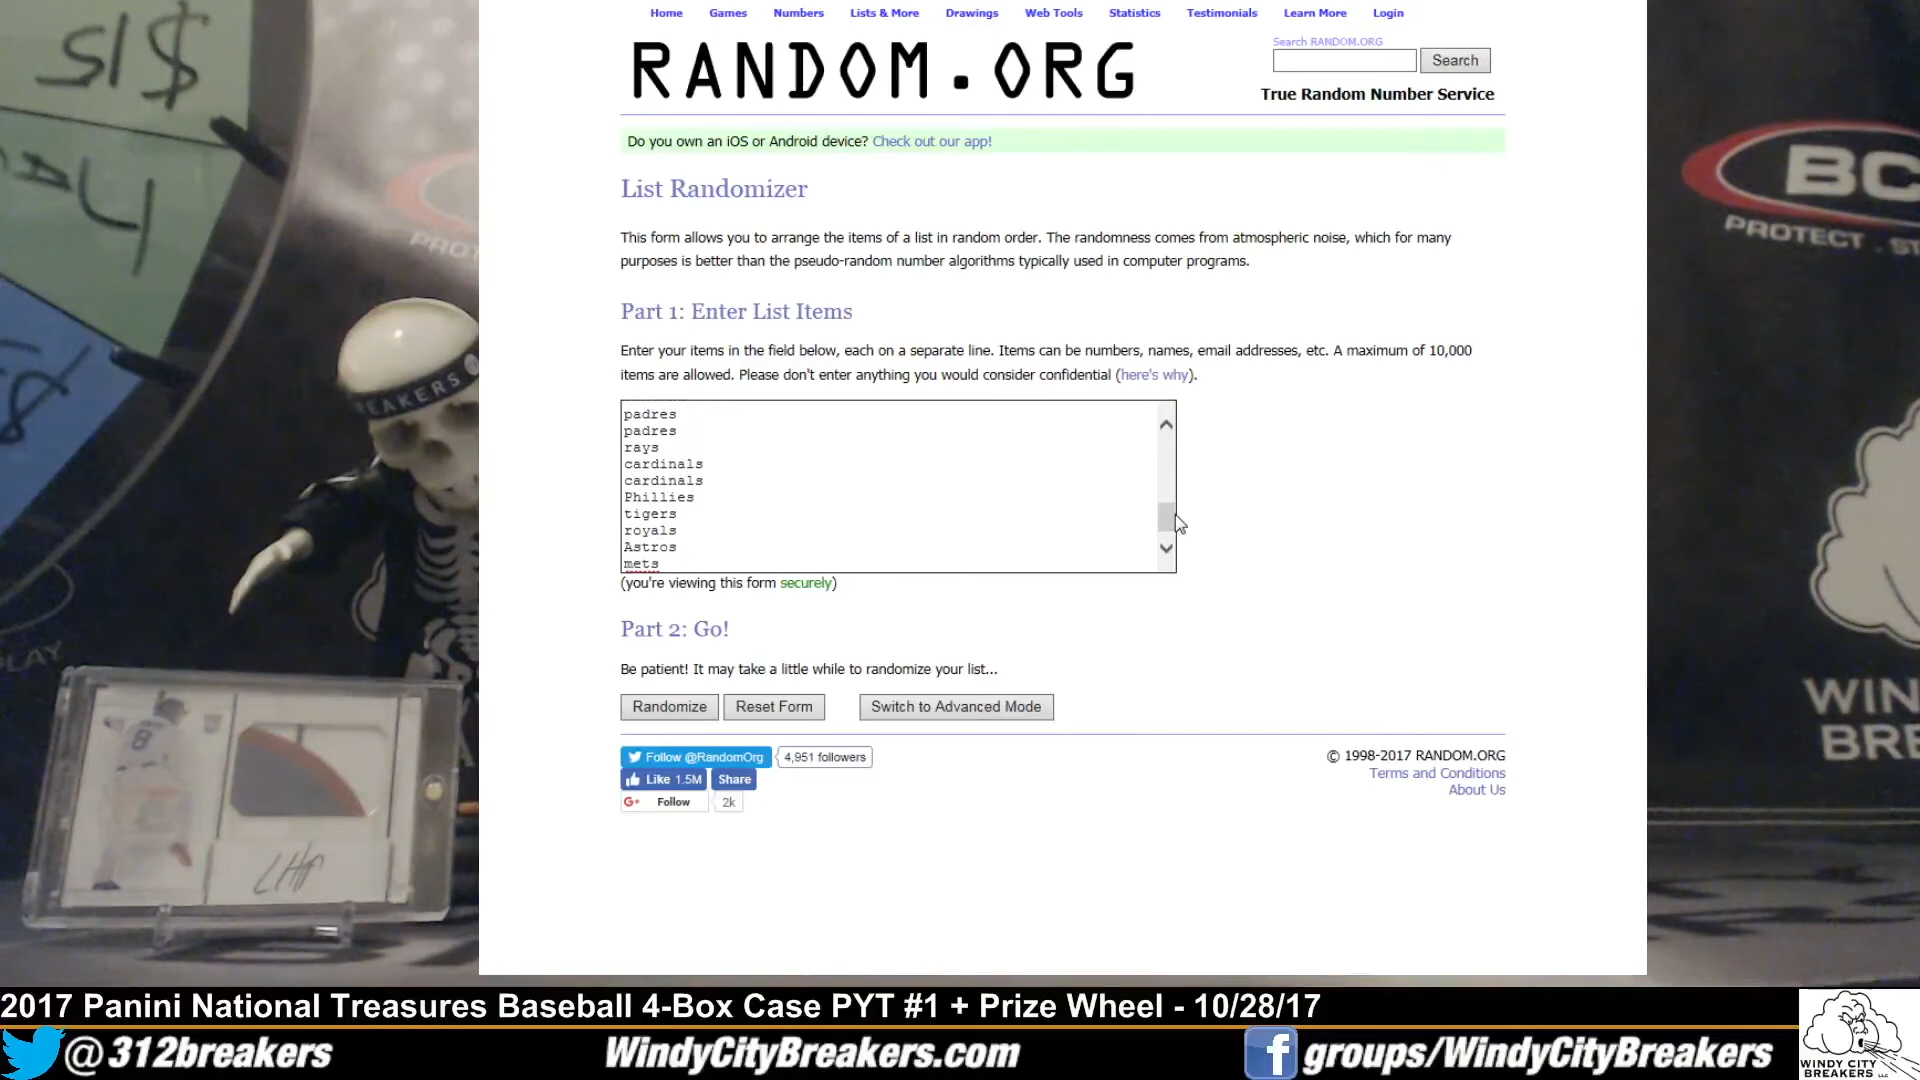 Home Games Numbers Lists & More Drawings Web Tools Statistics Testimonials Learn More Login
RANDOM.ORG
Search RANDOM.ORG
Search
True Random Number Service
Do you own an iOS or Android device? Check out our app!
List Randomizer
This form allows you to arrange the items of a list in random order. The randomness comes from atmospheric noise, which for many
purposes is better than the pseudo-random number algorithms typically used in computer programs.
Part 1: Enter List Items
Enter your items in the field below, each on a separate line. Items can be numbers, names, email addresses, etc. A maximum of 10,000
items are allowed. Please don't enter anything you would consider confidential (here's why).
padres
padres
rays
cardinals
cardinals
Phillies
tigers
royals
Astros
mets
(you're viewing this form securely)
Part 2: Go!
Be patient! It may take a little while to randomize your list...
Randomize Reset Form Switch to Advanced Mode
Follow @RandomOrg 4,951 followers
Like 1.5M Share
G+ Follow 2k
© 1998-2017 RANDOM.ORG
Terms and Conditions
About Us
$15
EAKERS
8
BC
PROTECT . ST
WIN
BRE
PLAY
2017 Panini National Treasures Baseball 4-Box Case PYT #1 + Prize Wheel - 10/28/17
@312breakers WindyCityBreakers.com groups/WindyCityBreakers
WINDY CITY
BREAKERS LLC